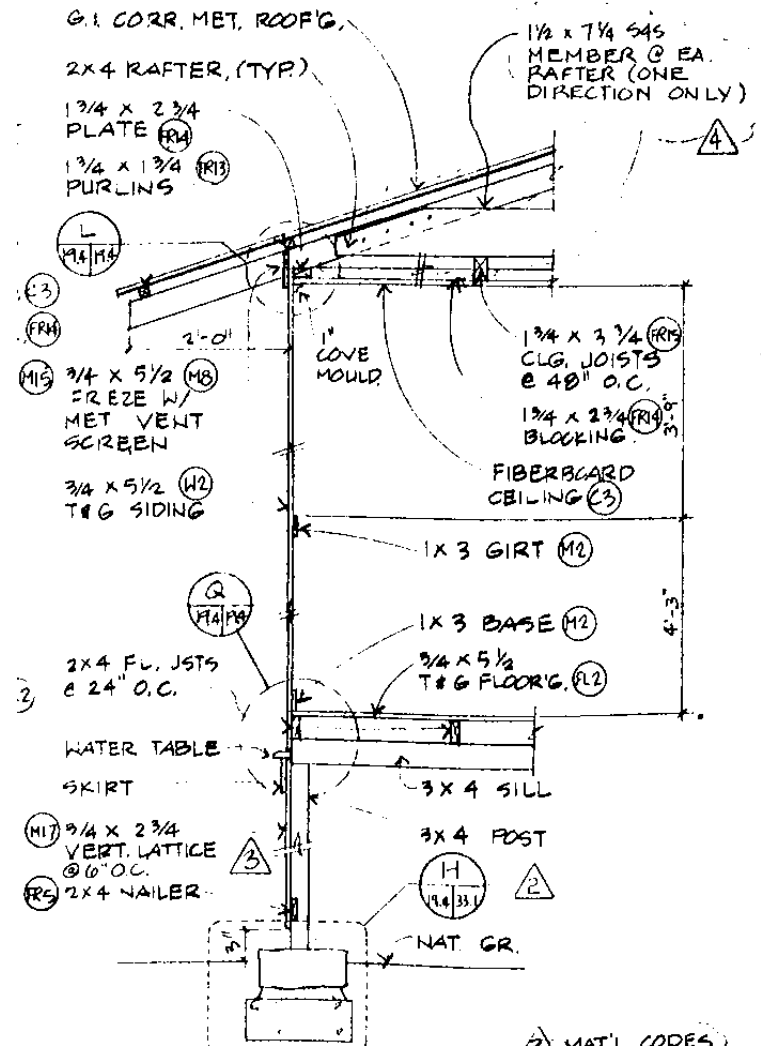 G.I. CORR. MET. ROOF'G.
2x4 RAFTER, (TYP.)
1 3/4 x 2 3/4
PLATE FR14
1 3/4 x 1 3/4 FR13
PURLINS
1 1/2 x 7 1/4 S4S
MEMBER @ EA.
RAFTER (ONE
DIRECTION ONLY)
4
L
19.4 19.4
C3
FR14
2'-0"
1"
COVE
MOULD.
M15 3/4 x 5 1/2 M8
FREZE W/
MET VENT
SCREEN
3/4 x 5 1/2 W2
T&G SIDING
1 3/4 x 3 3/4 FR15
CLG. JOISTS
@ 48" O.C.
1 3/4 x 2 3/4 FR14
BLOCKING
3'-9"
FIBERBOARD
CEILING C3
1x3 GIRT M2
Q
19.4 19.4
1x3 BASE M2
3/4 x 5 1/2
T&G FLOOR'G. FL2
4'-3"
2x4 FL. JSTS
@ 24" O.C.
WATER TABLE
SKIRT
3x4 SILL
3x4 POST
M17 3/4 x 2 3/4
VERT. LATTICE
@ 6" O.C.
3
FR5 2x4 NAILER
H
19.4 33.1
2
3"
NAT. GR.
MAT'L CODES